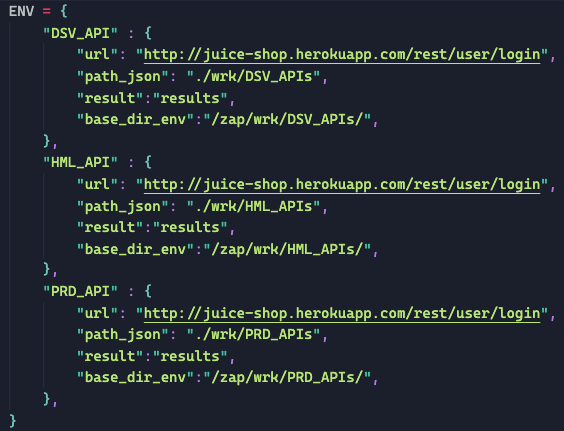 ENV = {
    "DSV_API" : {
        "url": "http://juice-shop.herokuapp.com/rest/user/login",
        "path_json": "./wrk/DSV_APIs",
        "result":"results",
        "base_dir_env":"/zap/wrk/DSV_APIs/",
    },
    "HML_API" : {
        "url": "http://juice-shop.herokuapp.com/rest/user/login",
        "path_json": "./wrk/HML_APIs",
        "result":"results",
        "base_dir_env":"/zap/wrk/HML_APIs/",
    },
    "PRD_API" : {
        "url": "http://juice-shop.herokuapp.com/rest/user/login",
        "path_json": "./wrk/PRD_APIs",
        "result":"results",
        "base_dir_env":"/zap/wrk/PRD_APIs/",
    },
}